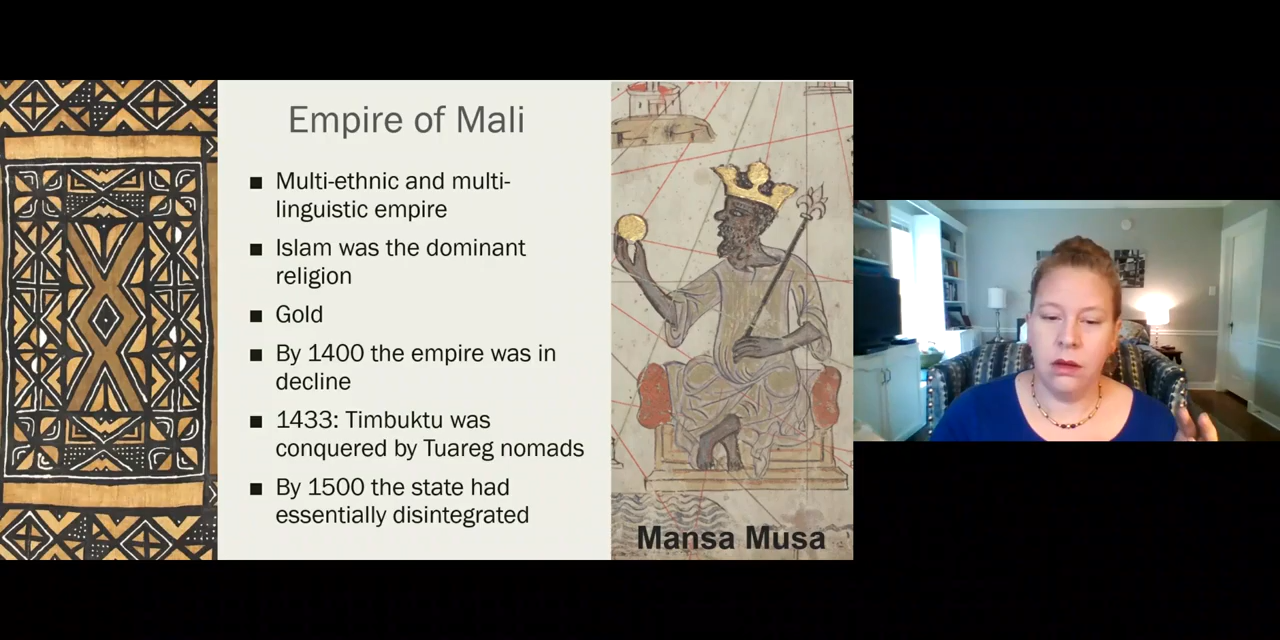 Empire of Mali
■ Multi-ethnic and multi-
linguistic empire
■ Islam was the dominant
religion
■ Gold
■ By 1400 the empire was in
decline
■ 1433: Timbuktu was
conquered by Tuareg nomads
■ By 1500 the state had
essentially disintegrated
Mansa Musa